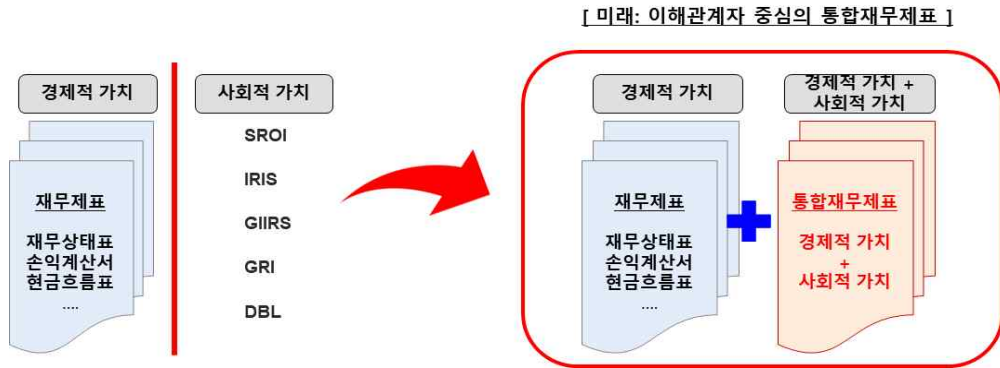 [ 미래: 이해관계자 중심의 통합재무제표 ]
경제적 가치
재무제표
재무상태표
손익계산서
현금흐름표
....
사회적 가치
SROI
IRIS
GIIRS
GRI
DBL
경제적 가치
재무제표
재무상태표
손익계산서
현금흐름표
....
경제적 가치 +
사회적 가치
통합재무제표
경제적 가치
+
사회적 가치